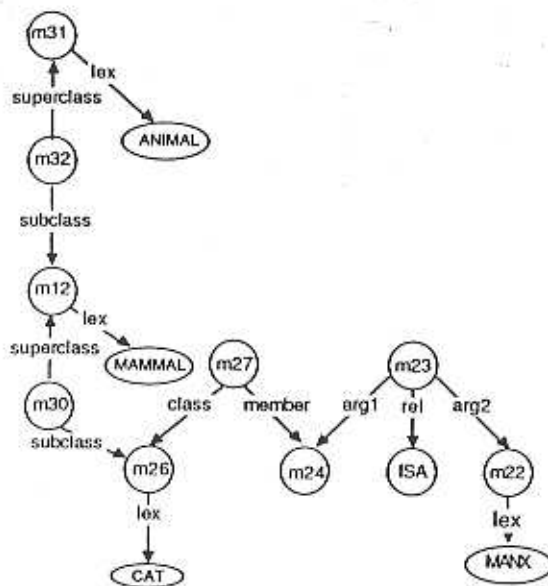 m31
lex
superclass
ANIMAL
m32
subclass
m12
lex
superclass
MAMMAL
m27
m23
m30
class
member
arg1
rel
arg2
subclass
m26
m24
ISA
m22
lex
lex
CAT
MANX